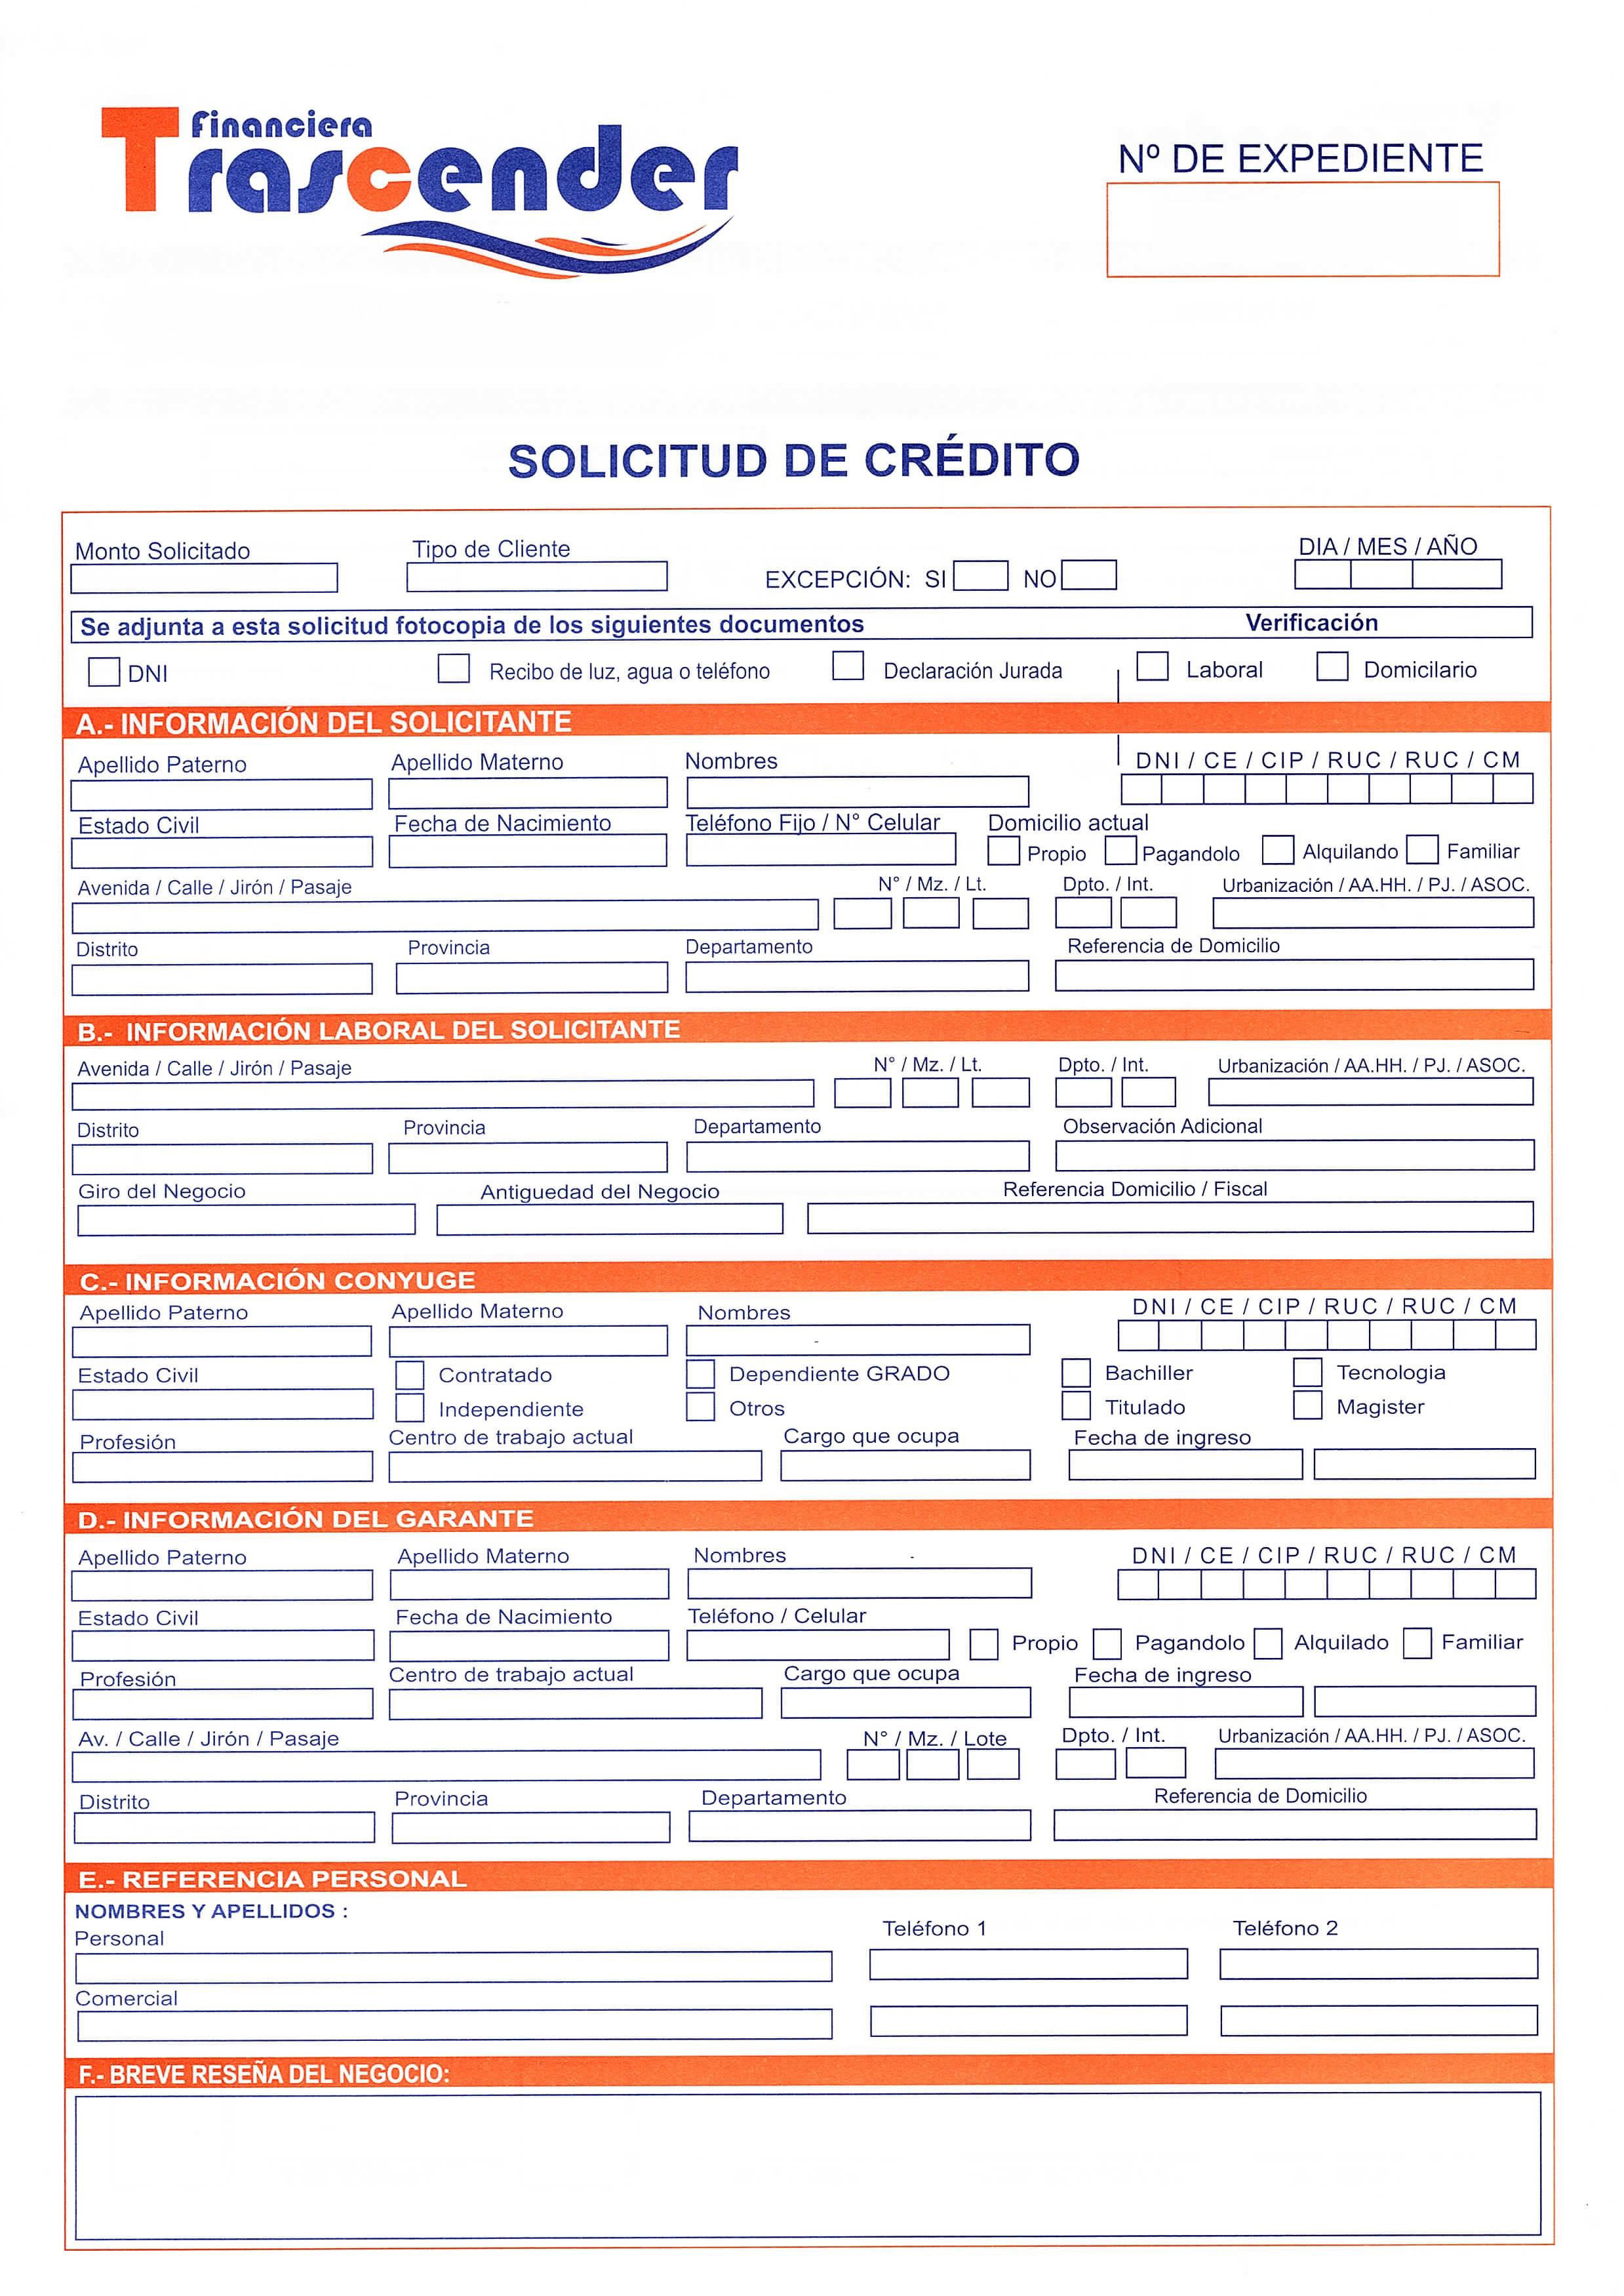 Financiera
Trascender
Nº DE EXPEDIENTE
SOLICITUD DE CRÉDITO
Monto Solicitado Tipo de Cliente DIA / MES / AÑO
EXCEPCIÓN: SI NO
Se adjunta a esta solicitud fotocopia de los siguientes documentos Verificación
DNI Recibo de luz, agua o teléfono Declaración Jurada Laboral Domicilario
A.- INFORMACIÓN DEL SOLICITANTE
Apellido Paterno Apellido Materno Nombres DNI / CE / CIP / RUC / RUC / CM
Estado Civil Fecha de Nacimiento Teléfono Fijo / N° Celular Domicilio actual
Propio Pagandolo Alquilando Familiar
Avenida / Calle / Jirón / Pasaje N° / Mz. / Lt. Dpto. / Int. Urbanización / AA.HH. / PJ. / ASOC.
Distrito Provincia Departamento Referencia de Domicilio
B.- INFORMACIÓN LABORAL DEL SOLICITANTE
Avenida / Calle / Jirón / Pasaje N° / Mz. / Lt. Dpto. / Int. Urbanización / AA.HH. / PJ. / ASOC.
Distrito Provincia Departamento Observación Adicional
Giro del Negocio Antiguedad del Negocio Referencia Domicilio / Fiscal
C.- INFORMACIÓN CONYUGE
Apellido Paterno Apellido Materno Nombres DNI / CE / CIP / RUC / RUC / CM
Estado Civil Contratado Dependiente GRADO Bachiller Tecnologia
Independiente Otros Titulado Magister
Profesión Centro de trabajo actual Cargo que ocupa Fecha de ingreso
D.- INFORMACIÓN DEL GARANTE
Apellido Paterno Apellido Materno Nombres DNI / CE / CIP / RUC / RUC / CM
Estado Civil Fecha de Nacimiento Teléfono / Celular
Propio Pagandolo Alquilado Familiar
Profesión Centro de trabajo actual Cargo que ocupa Fecha de ingreso
Av. / Calle / Jirón / Pasaje N° / Mz. / Lote Dpto. / Int. Urbanización / AA.HH. / PJ. / ASOC.
Distrito Provincia Departamento Referencia de Domicilio
E.- REFERENCIA PERSONAL
NOMBRES Y APELLIDOS :
Personal Teléfono 1 Teléfono 2
Comercial
F.- BREVE RESEÑA DEL NEGOCIO: